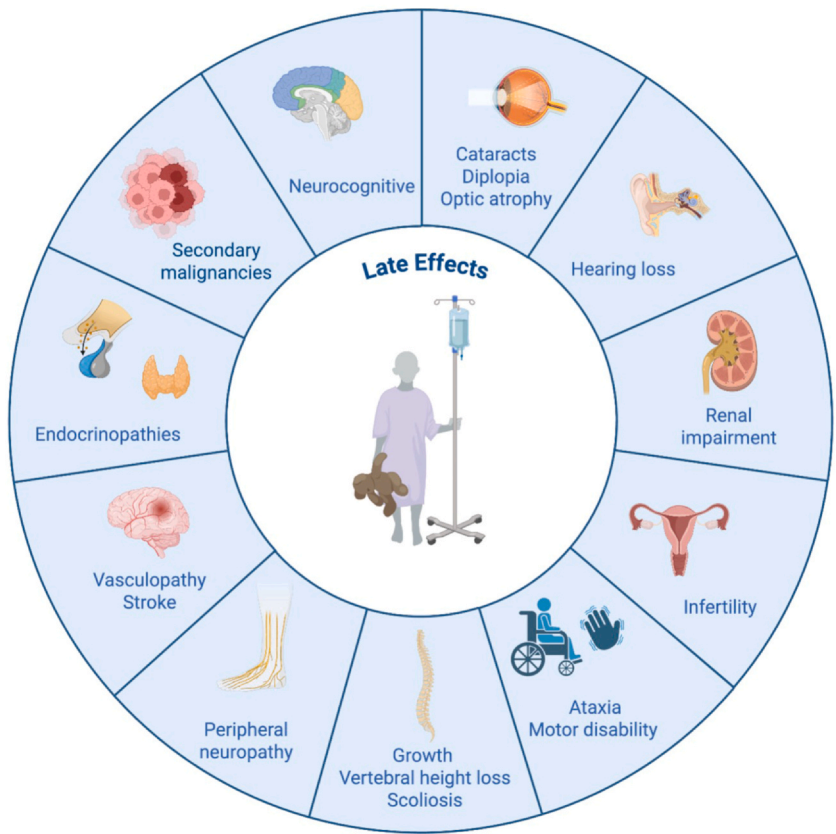 Late Effects
Neurocognitive
Cataracts
Diplopia
Optic atrophy
Hearing loss
Renal
impairment
Infertility
Ataxia
Motor disability
Growth
Vertebral height loss
Scoliosis
Peripheral
neuropathy
Vasculopathy
Stroke
Endocrinopathies
Secondary
malignancies